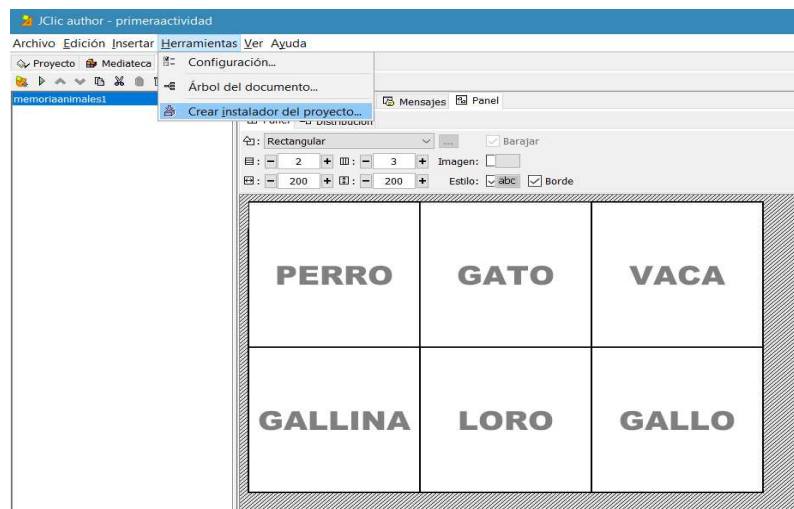 JClic author - primeraactividad
Archivo Edición Insertar Herramientas Ver Ayuda
Proyecto Mediateca Configuración...
Árbol del documento...
memoriaanimales1 Mensajes Panel
Crear instalador del proyecto...
Panel Distribución
: Rectangular ... Barajar
: − 2 + : − 3 + Imagen:
: − 200 + : − 200 + Estilo: abc Borde
PERRO GATO VACA
GALLINA LORO GALLO